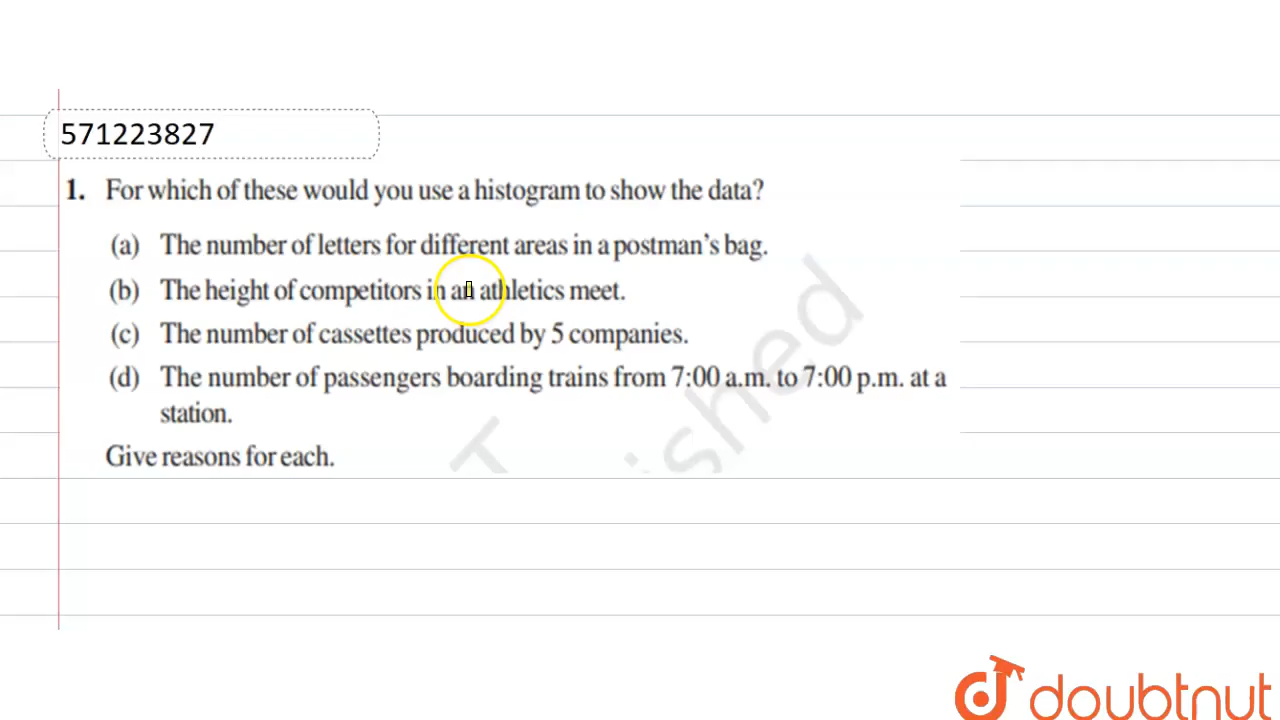 571223827
1. For which of these would you use a histogram to show the data?
(a) The number of letters for different areas in a postman's bag.
(b) The height of competitors in an athletics meet.
(c) The number of cassettes produced by 5 companies.
(d) The number of passengers boarding trains from 7:00 a.m. to 7:00 p.m. at a
station.
Give reasons for each.
doubtnut